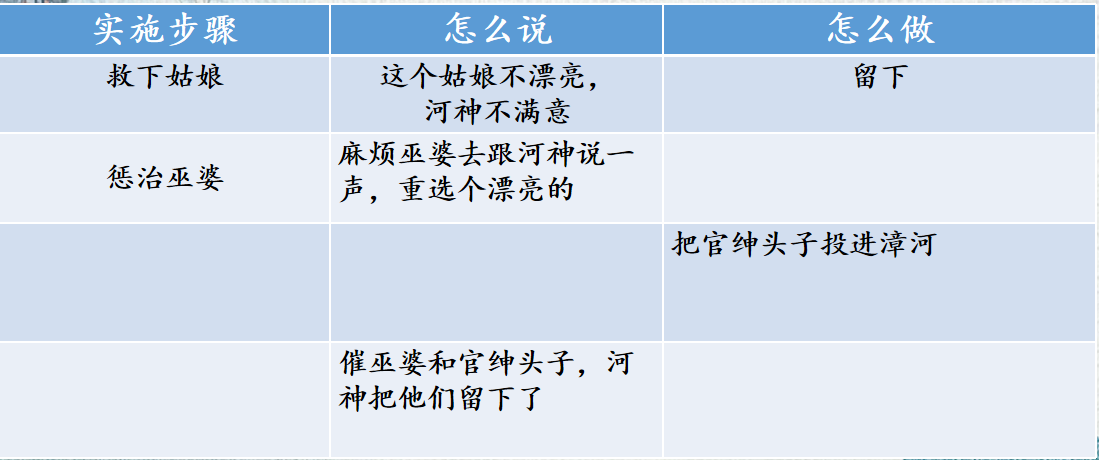 实施步骤
怎么说
怎么做
救下姑娘
这个姑娘不漂亮，
河神不满意
留下
惩治巫婆
麻烦巫婆去跟河神说一
声，重选个漂亮的
把官绅头子投进漳河
催巫婆和官绅头子，河
神把他们留下了